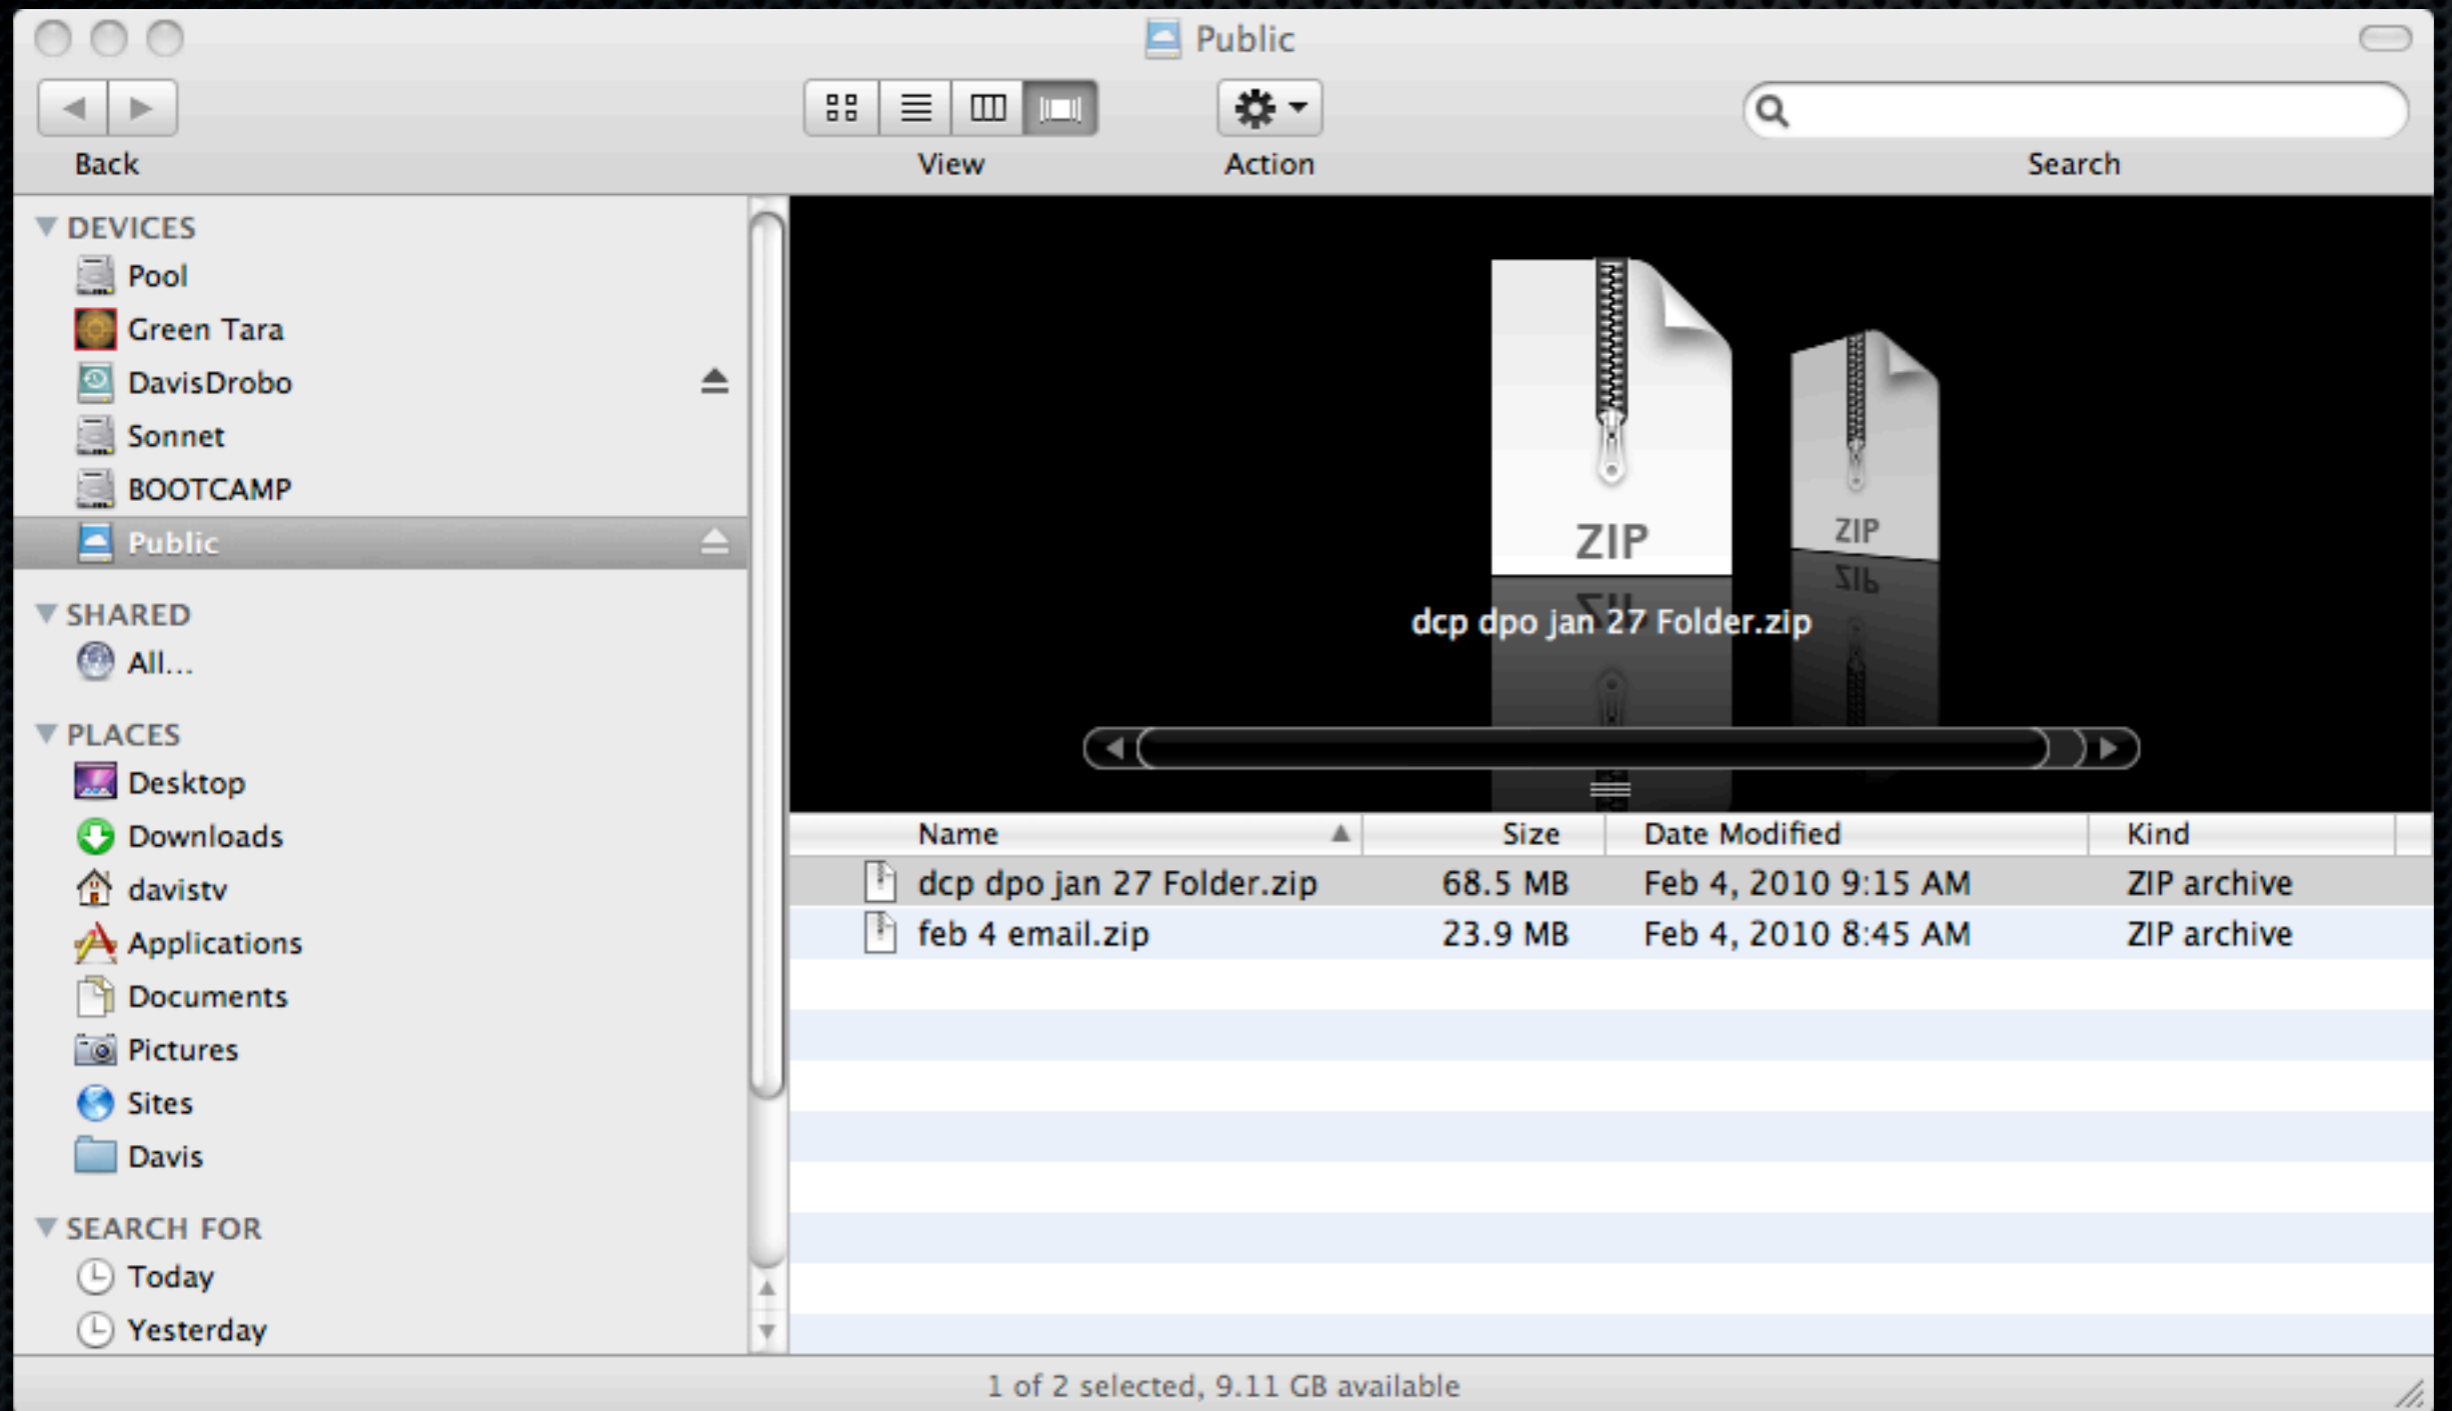 Public
Back
View
Action
Search
DEVICES
Pool
Green Tara
DavisDrobo
Sonnet
BOOTCAMP
Public
SHARED
All...
PLACES
Desktop
Downloads
davistv
Applications
Documents
Pictures
Sites
Davis
SEARCH FOR
Today
Yesterday
ZIP
ZIP
dcp dpo jan 27 Folder.zip
Name Size Date Modified Kind
dcp dpo jan 27 Folder.zip 68.5 MB Feb 4, 2010 9:15 AM ZIP archive
feb 4 email.zip 23.9 MB Feb 4, 2010 8:45 AM ZIP archive
1 of 2 selected, 9.11 GB available